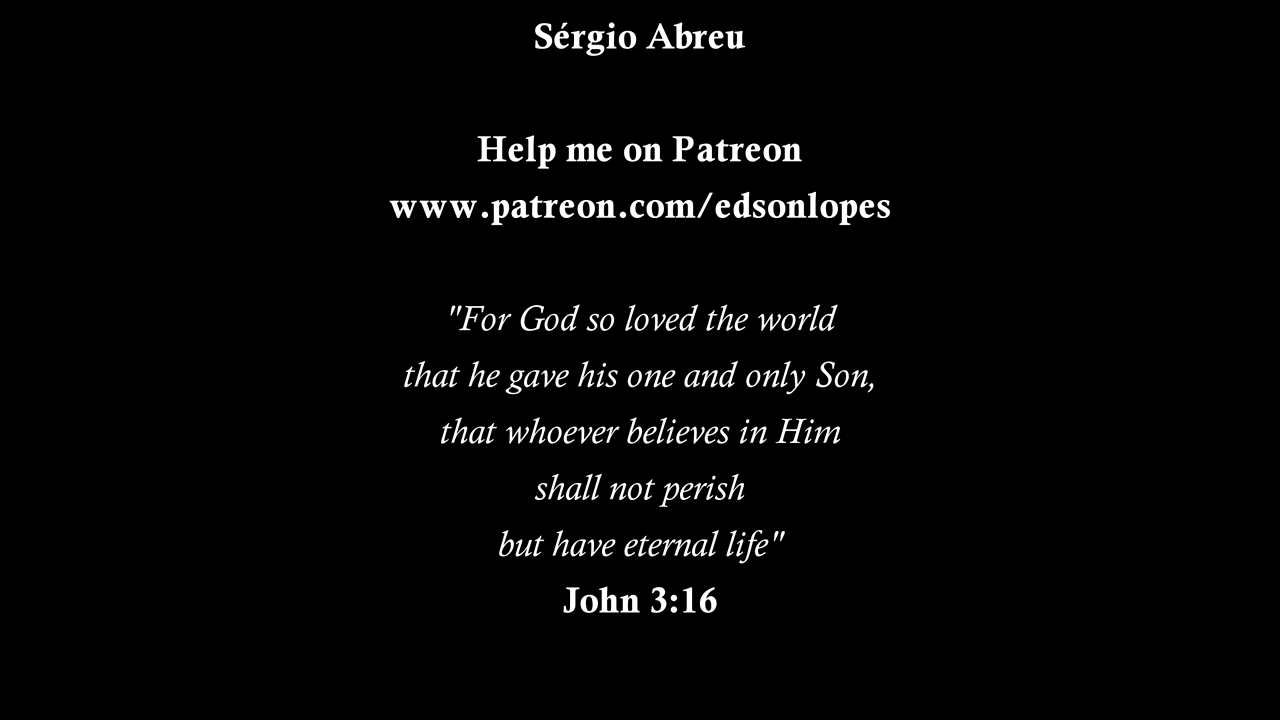 Sérgio Abreu
Help me on Patreon
www.patreon.com/edsonlopes
"For God so loved the world
that he gave his one and only Son,
that whoever believes in Him
shall not perish
but have eternal life"
John 3:16